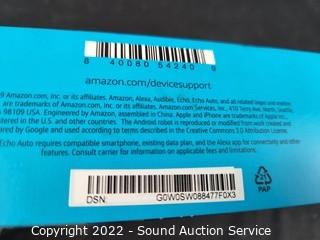 8 40080 54240 9
amazon.com/devicesupport
9 Amazon.com, Inc. or its affiliates. Amazon, Alexa, Audible, Echo, Echo Auto, and all related logos and motion
are trademarks of Amazon.com, Inc. or its affiliates. Amazon.com, Inc., 410 Terry Ave. North, Seattle,
98109 USA. Engineered by Amazon, assembled in China. Apple and iPhone are trademarks of Apple Inc.,
in the U.S. and other countries. The Android robot is reproduced or modified from work created and
shared by Google and used according to terms described in the Creative Commons 3.0 Attribution License.
Echo Auto requires compatible smartphone, existing data plan, and the Alexa app for connectivity and other
features. Consult carrier for information on applicable fees and limitations.
DSN: G0W0SW088477F0X3
21
PAP
Copyright 2022 - Sound Auction Service